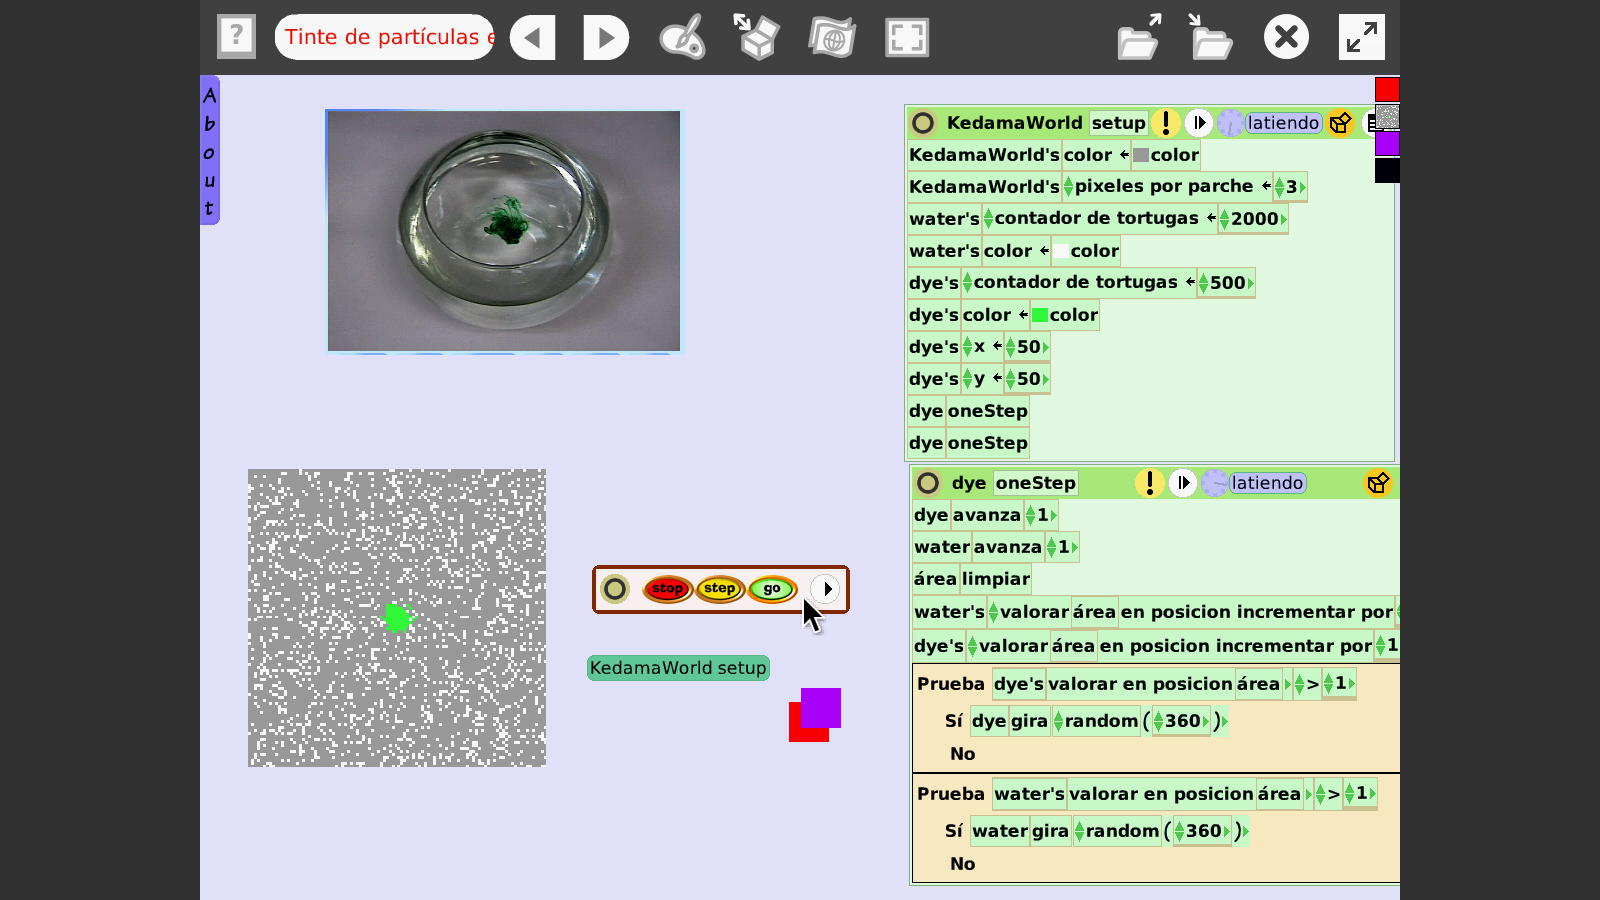 ?
Tinte de partículas e
About
KedamaWorld setup ! latiendo
KedamaWorld's color ← color
KedamaWorld's pixeles por parche ← 3
water's contador de tortugas ← 2000
water's color ← color
dye's contador de tortugas ← 500
dye's color ← color
dye's x ← 50
dye's y ← 50
dye oneStep
dye oneStep
dye oneStep ! latiendo
dye avanza 1
water avanza 1
área limpiar
water's valorar área en posicion incrementar por
dye's valorar área en posicion incrementar por 1
Prueba dye's valorar en posicion área > 1
Sí dye gira random ( 360 )
No
Prueba water's valorar en posicion área > 1
Sí water gira random ( 360 )
No
stop step go
KedamaWorld setup